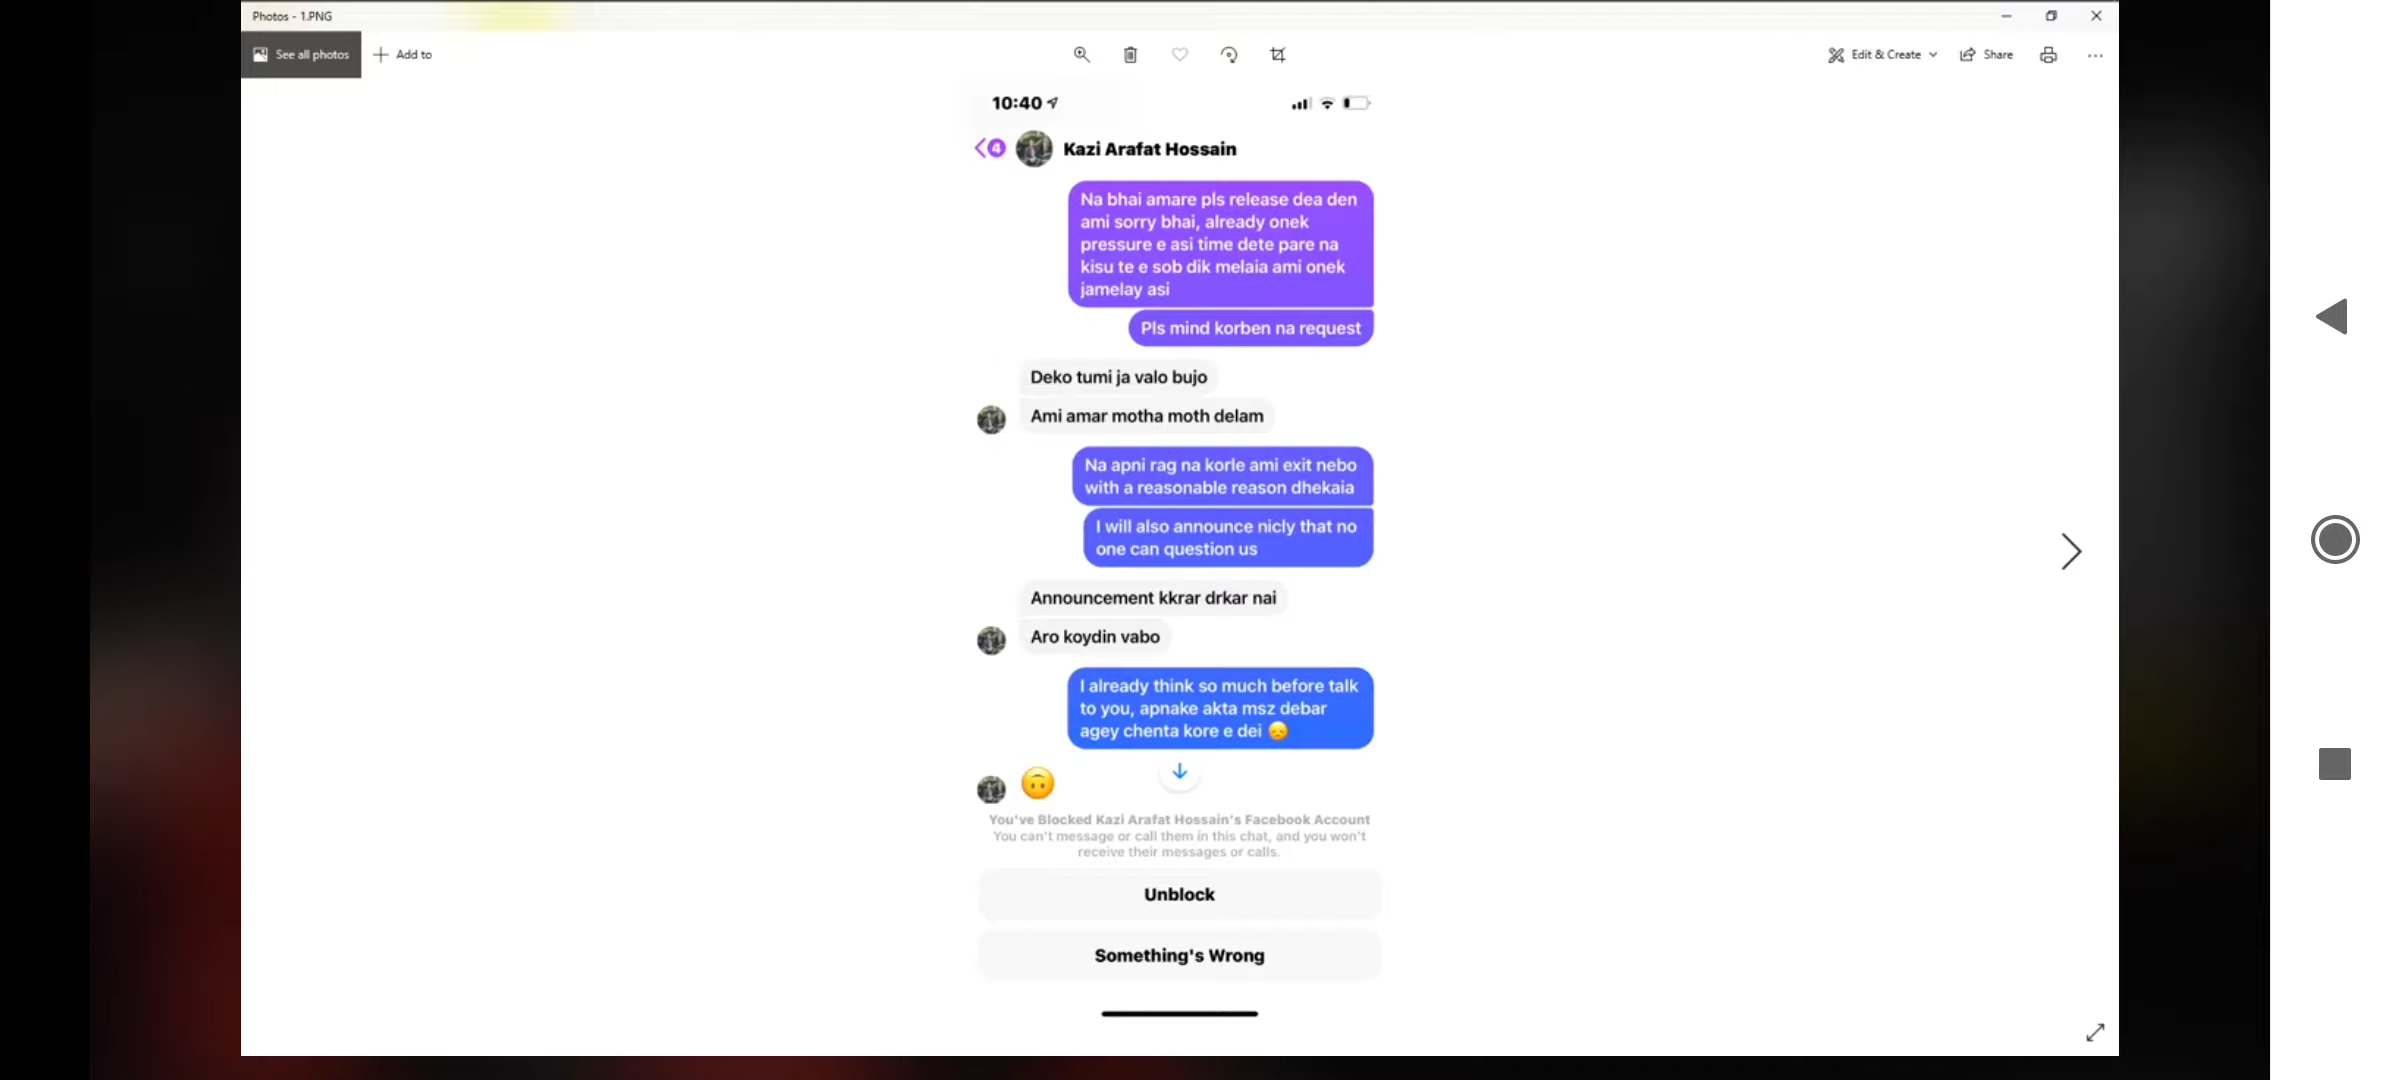 Photos - 1.PNG
See all photos
Add to
Edit & Create
Share
10:40
4
Kazi Arafat Hossain
Na bhai amare pls release dea den
ami sorry bhai, already onek
pressure e asi time dete pare na
kisu te e sob dik melaia ami onek
jamelay asi
Pls mind korben na request
Deko tumi ja valo bujo
Ami amar motha moth delam
Na apni rag na korle ami exit nebo
with a reasonable reason dhekaia
I will also announce nicly that no
one can question us
Announcement kkrar drkar nai
Aro koydin vabo
I already think so much before talk
to you, apnake akta msz debar
agey chenta kore e dei 😞
🙃
You've Blocked Kazi Arafat Hossain's Facebook Account
You can't message or call them in this chat, and you won't
receive their messages or calls.
Unblock
Something's Wrong